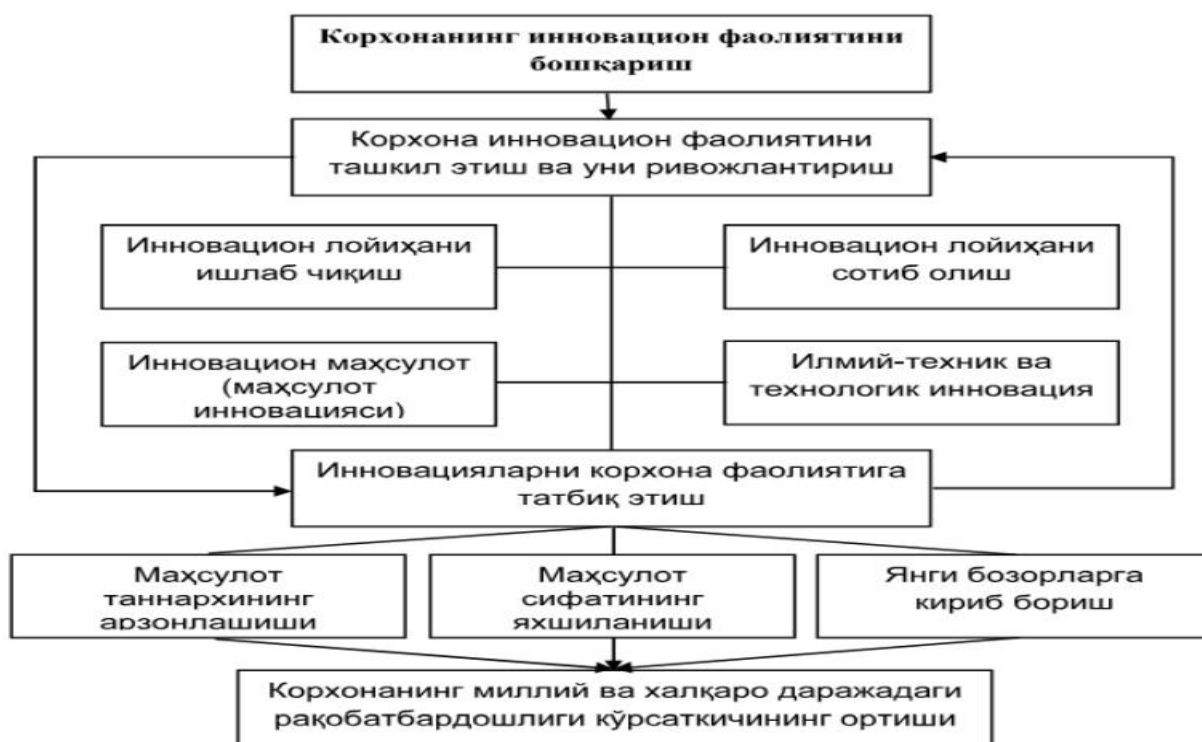 Корхонанинг инновацион фаолиятини
бошқариш
Корхона инновацион фаолиятини
ташкил этиш ва уни ривожлантириш
Инновацион лойиҳани
ишлаб чиқиш
Инновацион лойиҳани
сотиб олиш
Инновацион маҳсулот
(маҳсулот
инновацияси)
Илмий-техник ва
технологик инновация
Инновацияларни корхона фаолиятига
татбиқ этиш
Маҳсулот
таннархининг
арзонлашиши
Маҳсулот
сифатининг
яхшиланиши
Янги бозорларга
кириб бориш
Корхонанинг миллий ва халқаро даражадаги
рақобатбардошлиги кўрсаткичининг ортиши